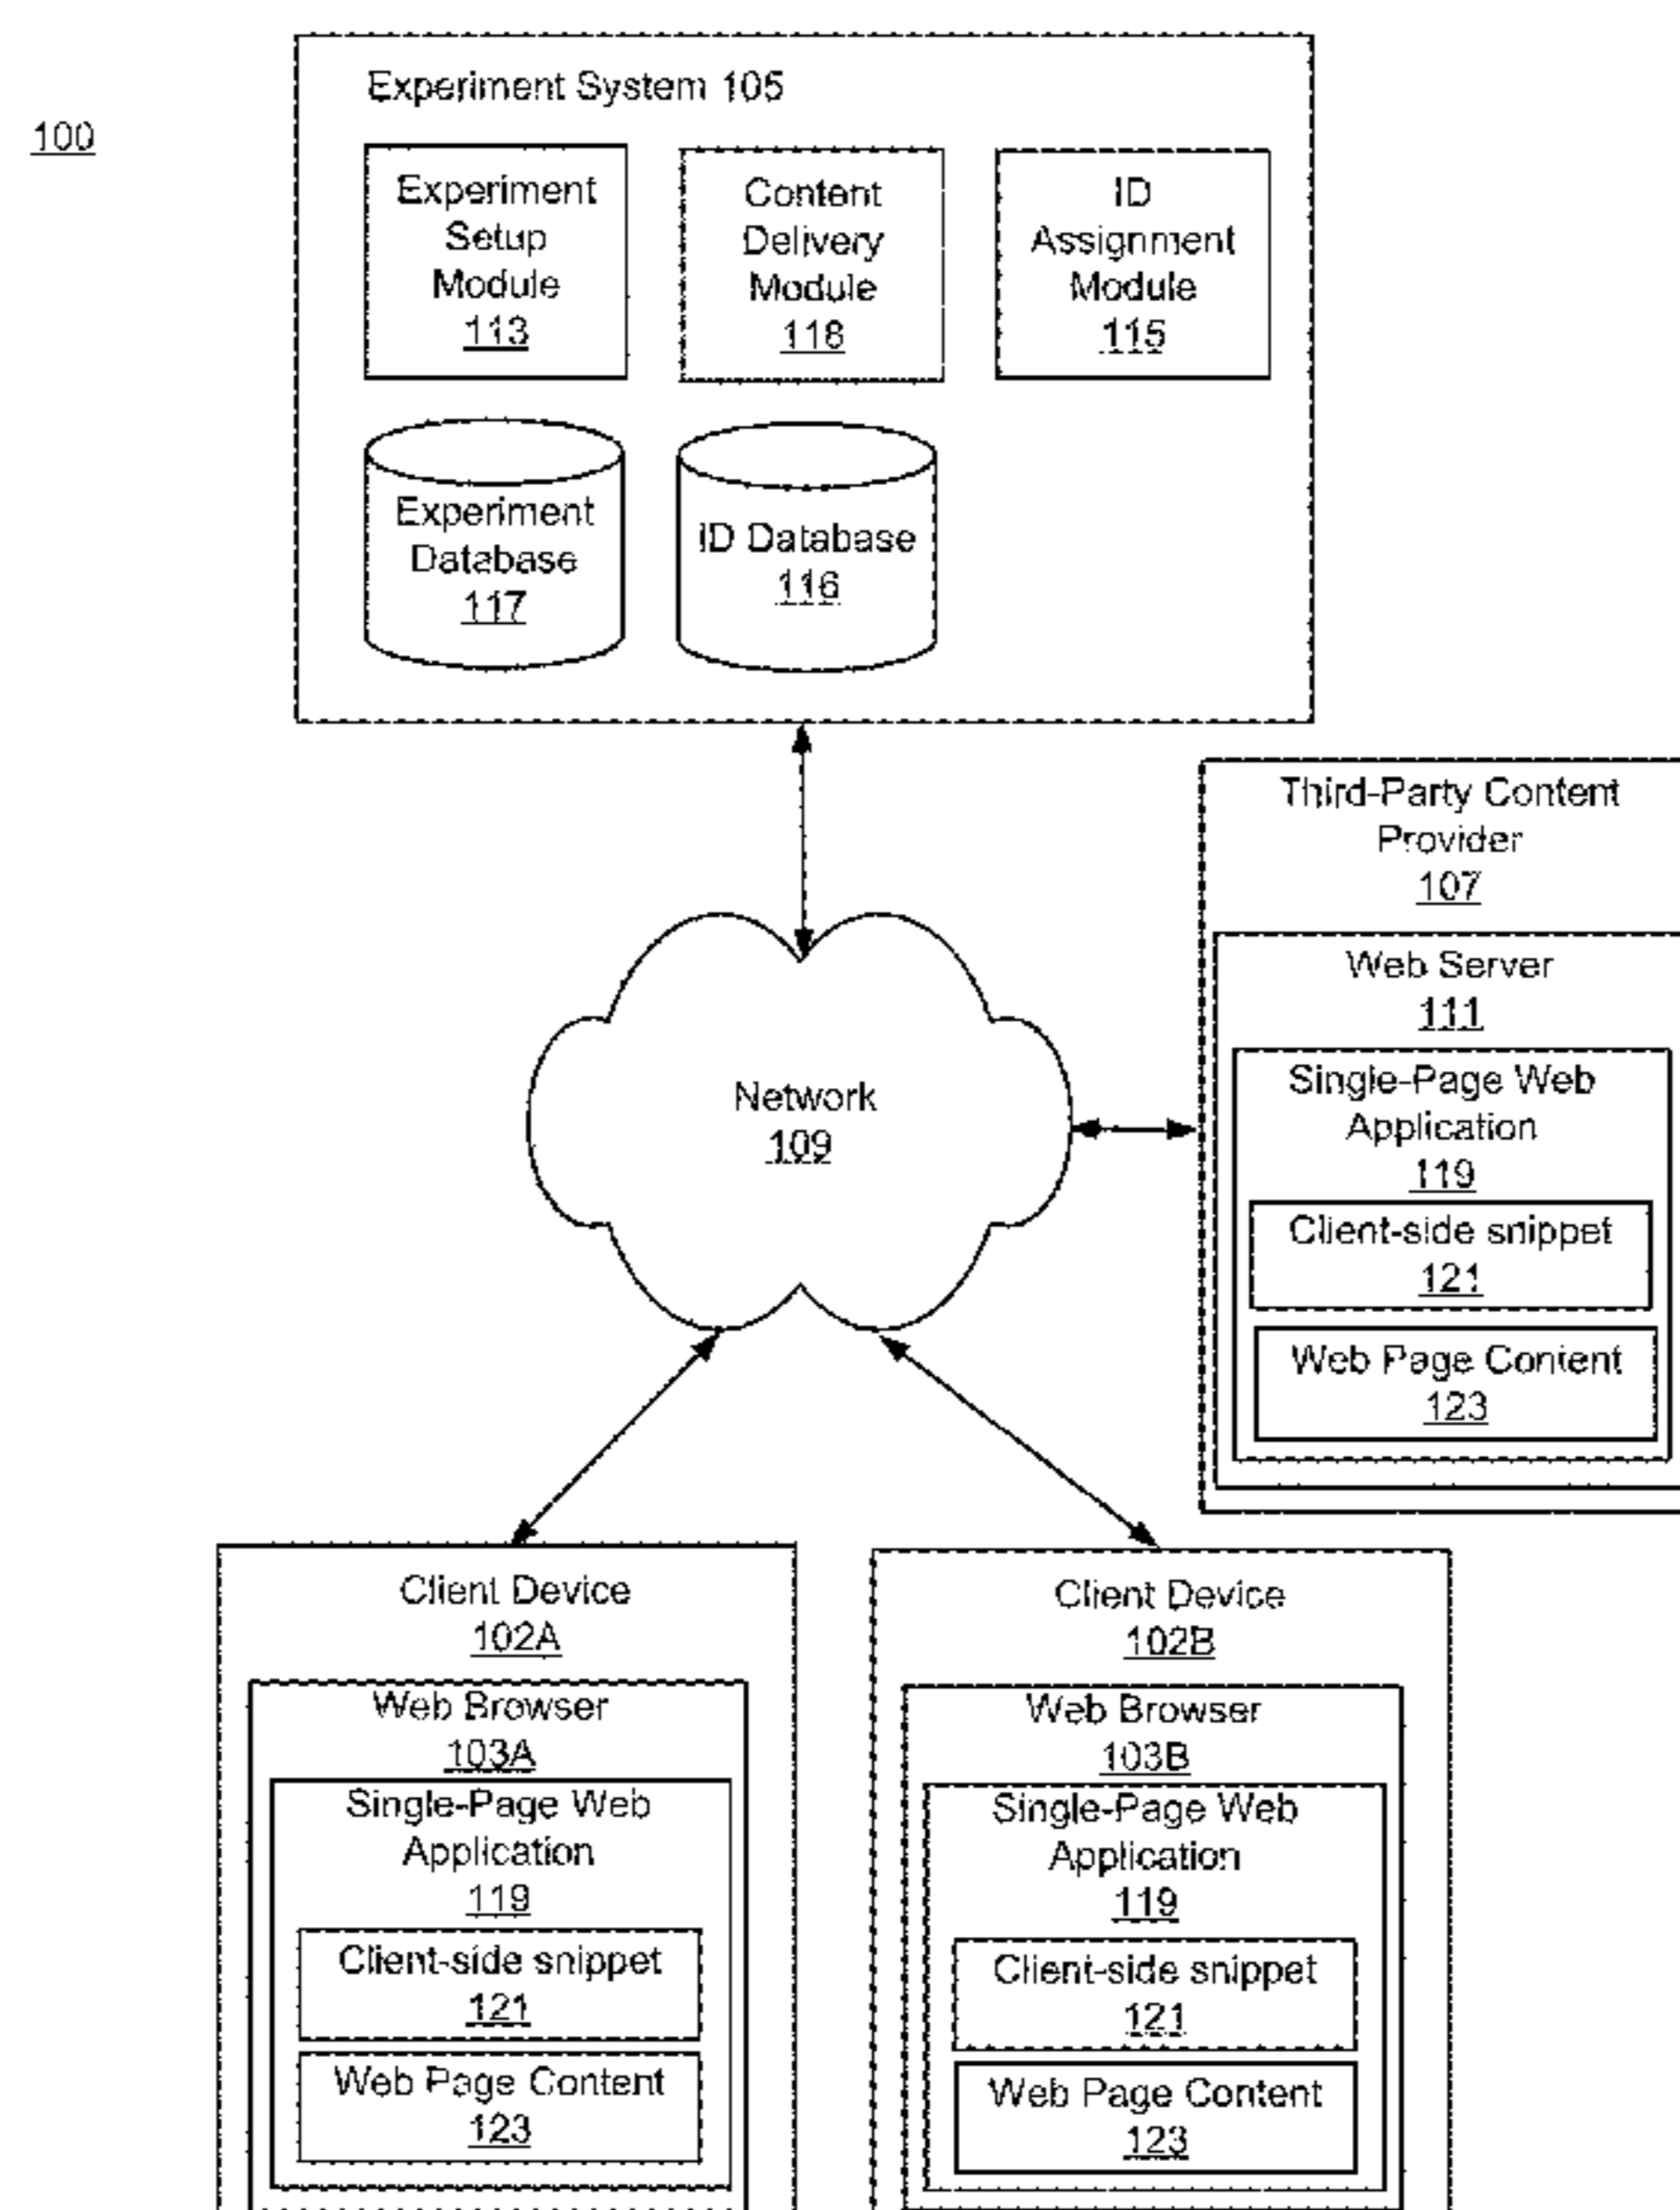 100
Experiment System 105
Experiment
Setup
Module
113
Content
Delivery
Module
118
ID
Assignment
Module
115
Experiment
Database
117
ID Database
116
Third-Party Content
Provider
107
Web Server
111
Single-Page Web
Application
119
Client-side snippet
121
Web Page Content
123
Network
109
Client Device
102A
Web Browser
103A
Single-Page Web
Application
119
Client-side snippet
121
Web Page Content
123
Client Device
102B
Web Browser
103B
Single-Page Web
Application
119
Client-side snippet
121
Web Page Content
123